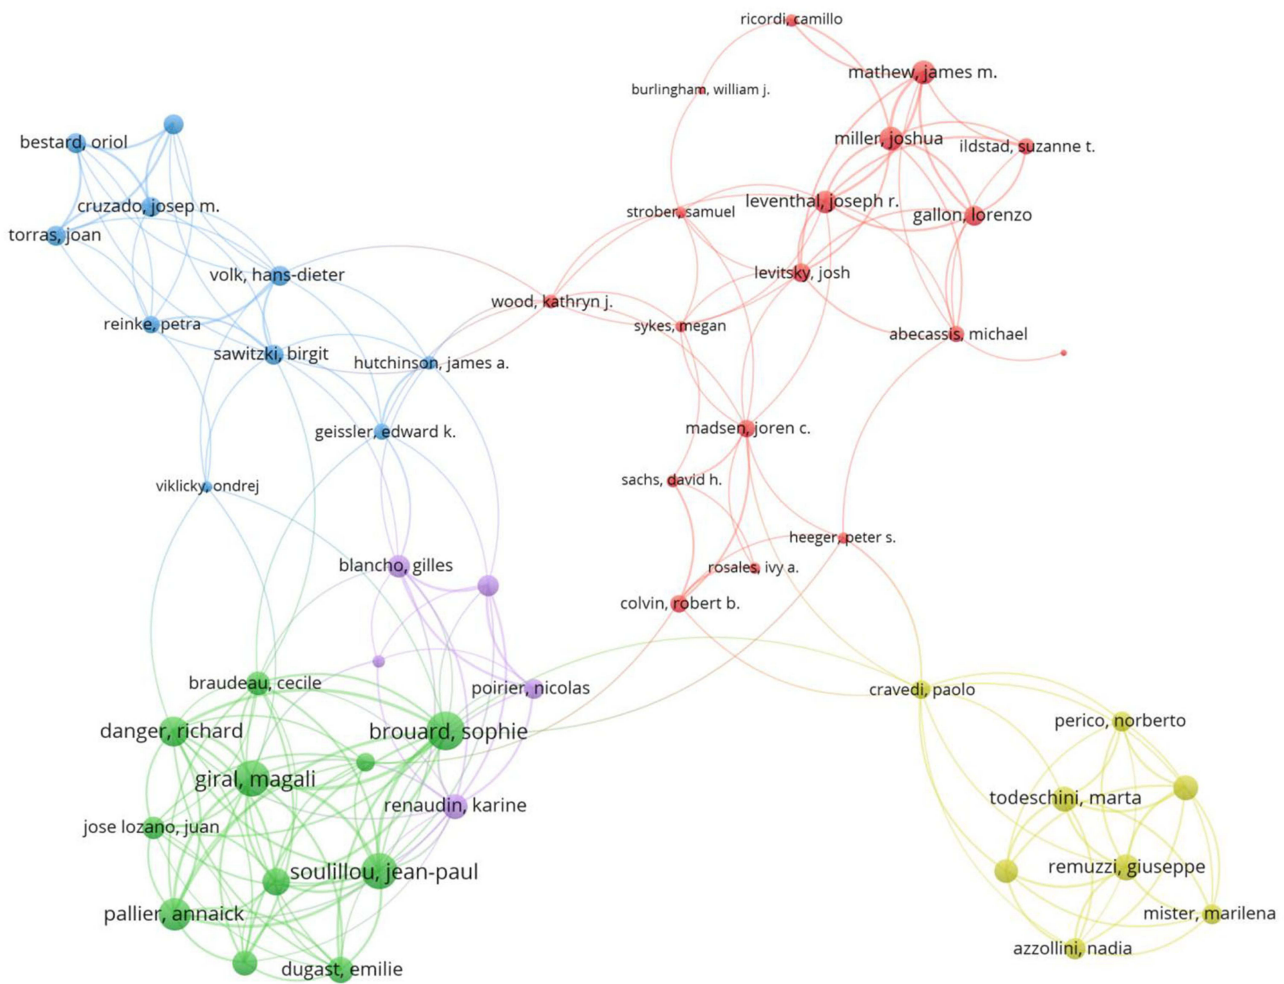 ricordi, camillo
mathew, james m.
burlingham, william j.
bestard, oriol
miller, joshua
ildstad, suzanne t.
cruzado, josep m.
leventhal, joseph r.
strober, samuel
gallon, lorenzo
torras, joan
volk, hans-dieter
levitsky, josh
wood, kathryn j.
reinke, petra
sykes, megan
abecassis, michael
sawitzki, birgit
hutchinson, james a.
geissler, edward k.
madsen, joren c.
sachs, david h.
viklicky, ondrej
heeger, peter s.
blancho, gilles
rosales, ivy a.
colvin, robert b.
braudeau, cecile
poirier, nicolas
cravedi, paolo
perico, norberto
danger, richard
brouard, sophie
giral, magali
todeschini, marta
renaudin, karine
jose lozano, juan
remuzzi, giuseppe
soulillou, jean-paul
pallier, annaick
mister, marilena
azzollini, nadia
dugast, emilie